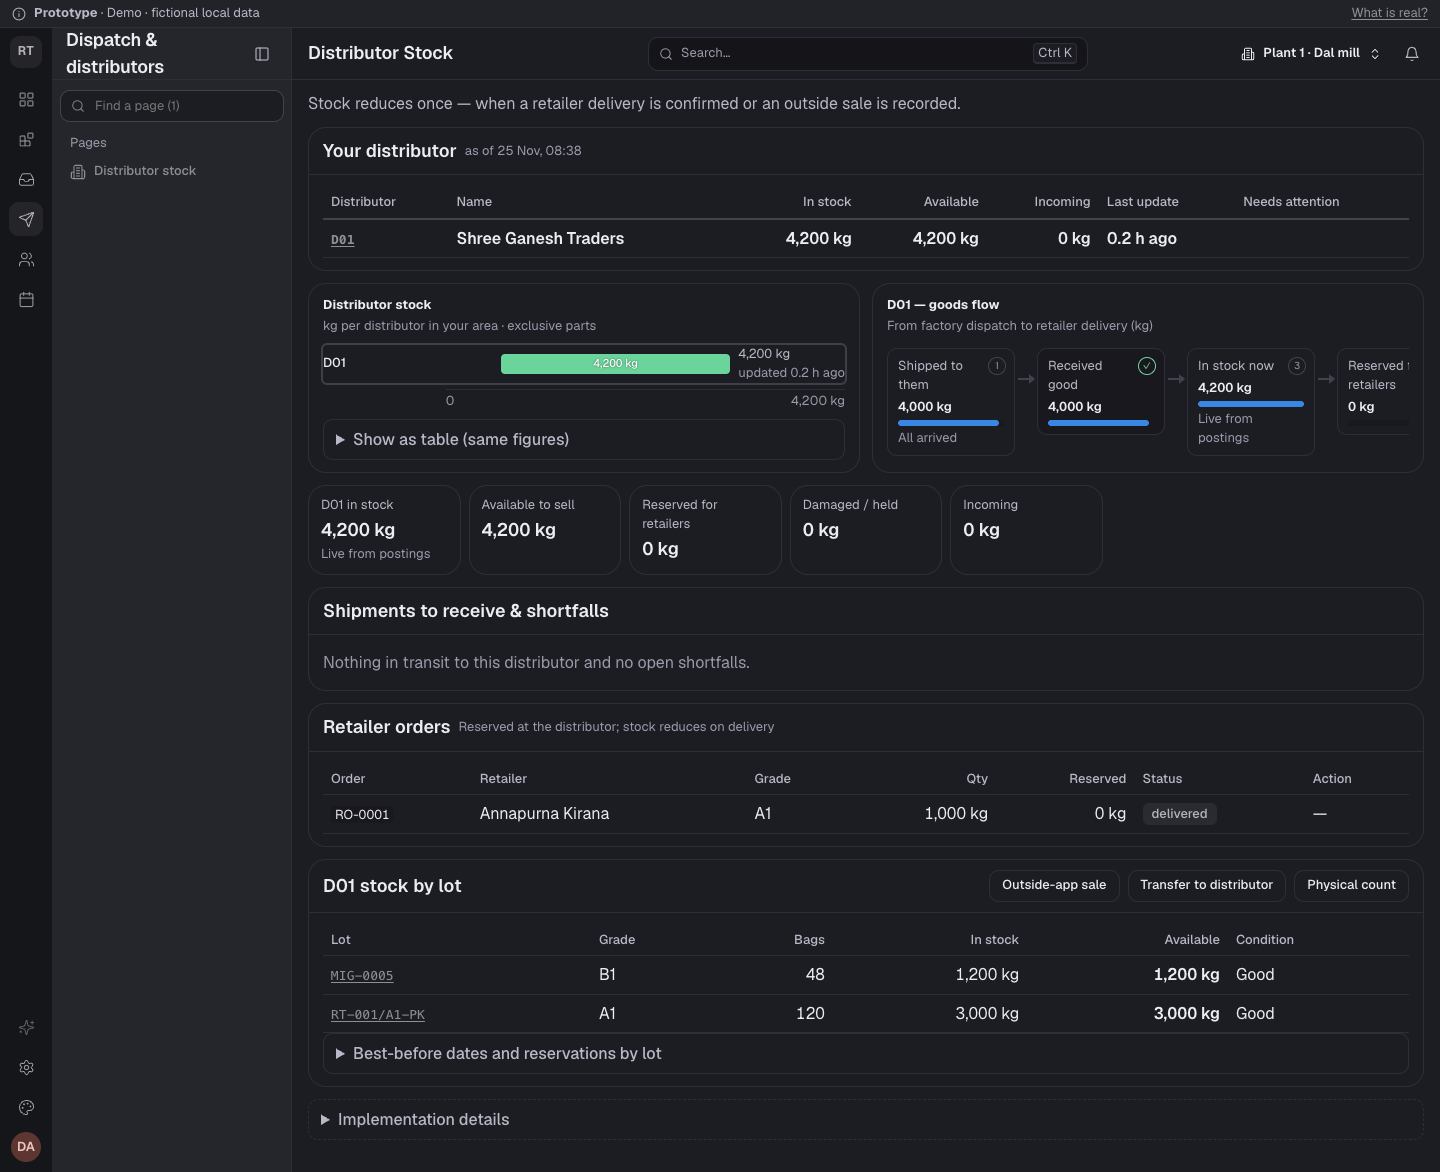 Prototype · Demo · fictional local data
What is real?
RT
Dispatch &
distributors
Distributor Stock
Search...
Ctrl K
Plant 1 · Dal mill
Find a page (1)
Pages
Distributor stock
Stock reduces once — when a retailer delivery is confirmed or an outside sale is recorded.
Your distributor as of 25 Nov, 08:38
Distributor Name In stock Available Incoming Last update Needs attention
D01 Shree Ganesh Traders 4,200 kg 4,200 kg 0 kg 0.2 h ago
Distributor stock
kg per distributor in your area · exclusive parts
D01
4,200 kg
4,200 kg
updated 0.2 h ago
0 4,200 kg
Show as table (same figures)
D01 — goods flow
From factory dispatch to retailer delivery (kg)
Shipped to
them
1
4,000 kg
All arrived
Received
good
4,000 kg
In stock now 3
4,200 kg
Live from
postings
Reserved
retailers
0 kg
D01 in stock
4,200 kg
Live from postings
Available to sell
4,200 kg
Reserved for
retailers
0 kg
Damaged / held
0 kg
Incoming
0 kg
Shipments to receive & shortfalls
Nothing in transit to this distributor and no open shortfalls.
Retailer orders Reserved at the distributor; stock reduces on delivery
Order Retailer Grade Qty Reserved Status Action
RO-0001 Annapurna Kirana A1 1,000 kg 0 kg delivered —
D01 stock by lot
Outside-app sale
Transfer to distributor
Physical count
Lot Grade Bags In stock Available Condition
MIG-0005 B1 48 1,200 kg 1,200 kg Good
RT-001/A1-PK A1 120 3,000 kg 3,000 kg Good
Best-before dates and reservations by lot
Implementation details
DA